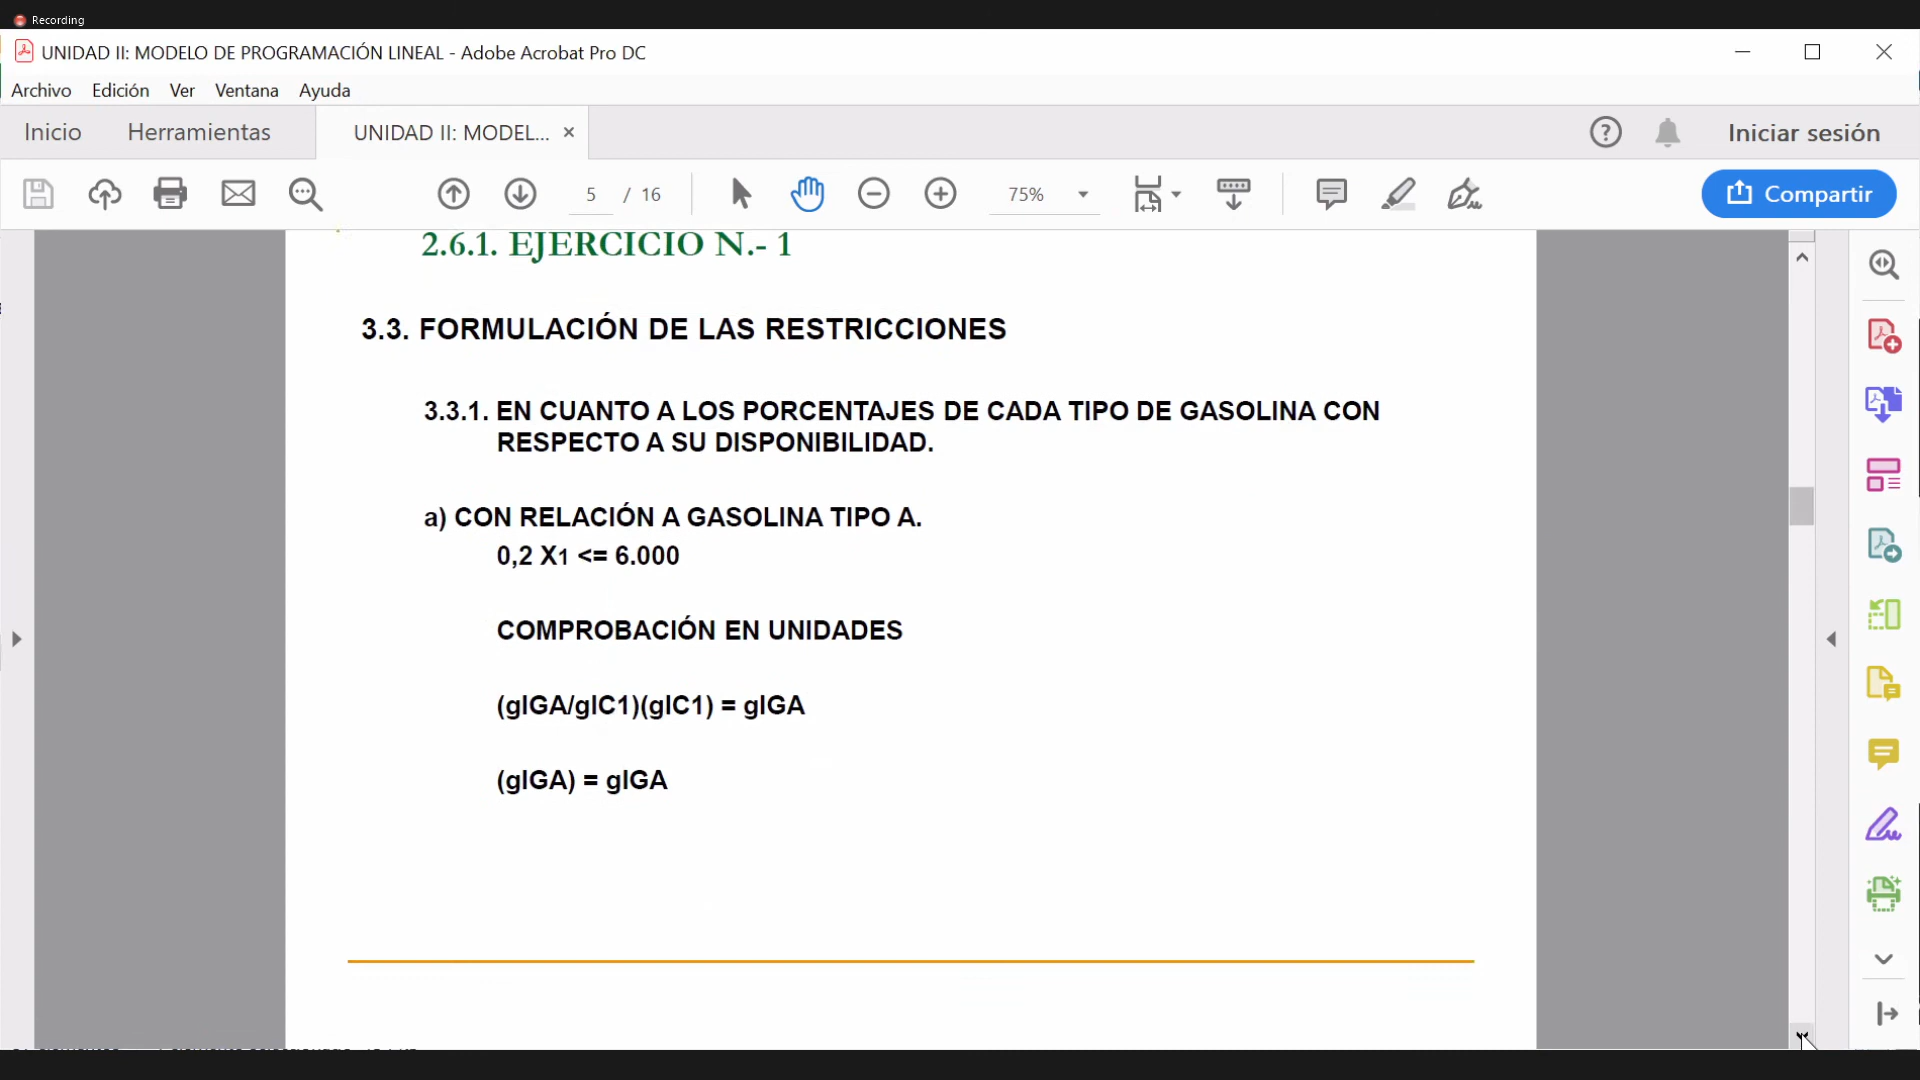 Recording
UNIDAD II: MODELO DE PROGRAMACIÓN LINEAL - Adobe Acrobat Pro DC
Archivo Edición Ver Ventana Ayuda
Inicio Herramientas UNIDAD II: MODEL... × Iniciar sesión
5 / 16 75% Compartir
2.6.1. EJERCICIO N.- 1
3.3. FORMULACIÓN DE LAS RESTRICCIONES
3.3.1. EN CUANTO A LOS PORCENTAJES DE CADA TIPO DE GASOLINA CON
RESPECTO A SU DISPONIBILIDAD.
a) CON RELACIÓN A GASOLINA TIPO A.
0,2 X1 <= 6.000
COMPROBACIÓN EN UNIDADES
(glGA/glC1)(glC1) = glGA
(glGA) = glGA